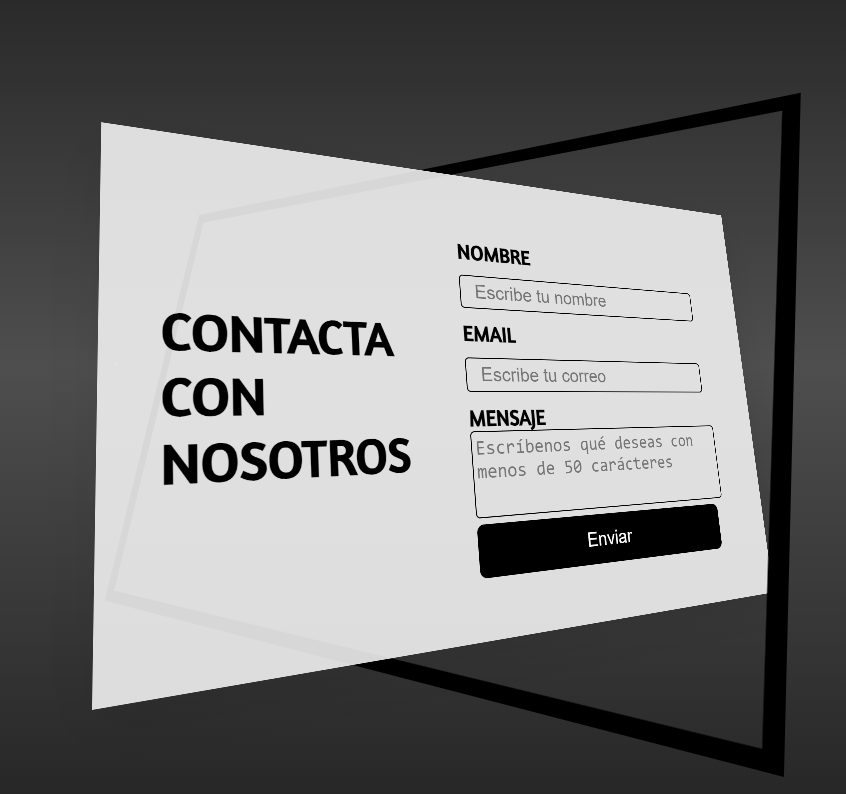 CONTACTA
CON
NOSOTROS
NOMBRE
Escribe tu nombre
EMAIL
Escribe tu correo
MENSAJE
Escríbenos qué deseas con
menos de 50 carácteres
Enviar